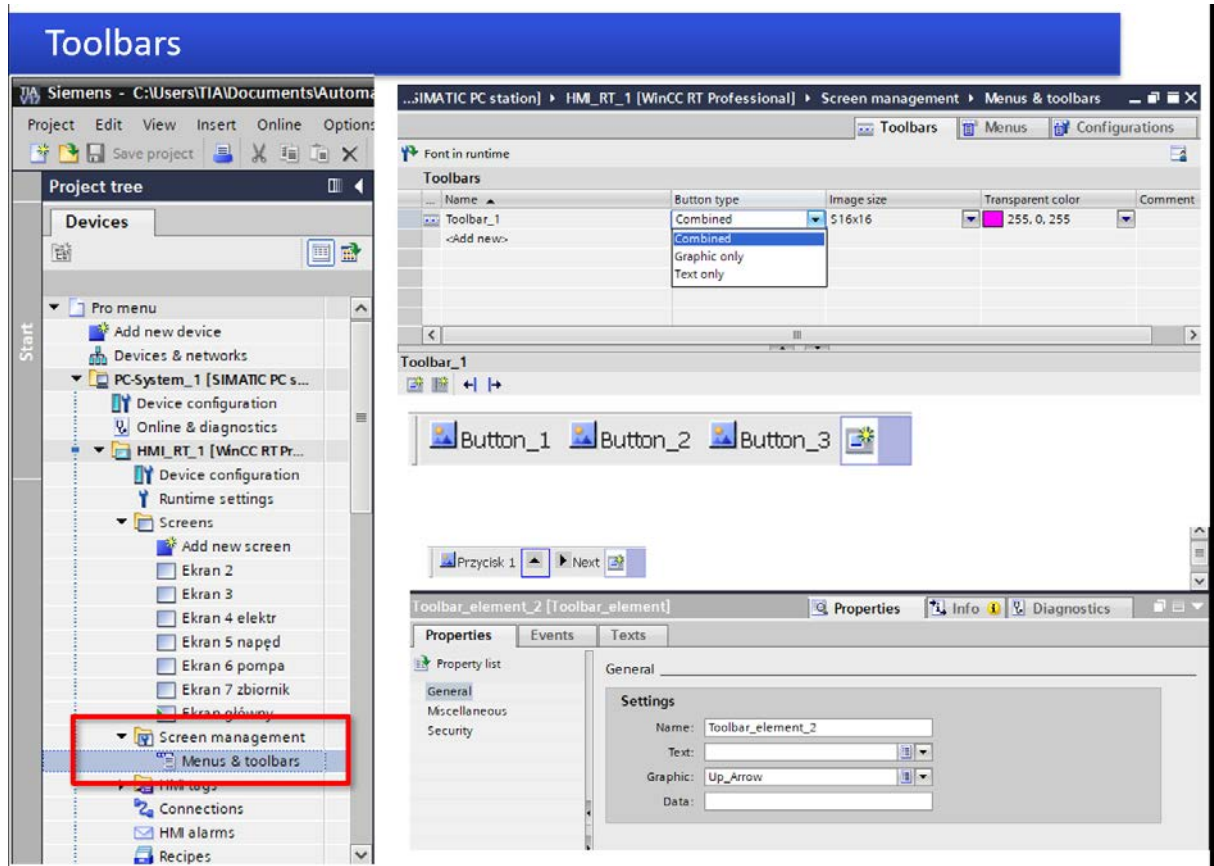 Toolbars
Siemens - C:\Users\TIA\Documents\Automa
Project Edit View Insert Online Options
Save project
Project tree
Devices
Start
Pro menu
Add new device
Devices & networks
PC-System_1 [SIMATIC PC s...
Device configuration
Online & diagnostics
HMI_RT_1 [WinCC RT Pr...
Device configuration
Runtime settings
Screens
Add new screen
Ekran 2
Ekran 3
Ekran 4 elektr
Ekran 5 napęd
Ekran 6 pompa
Ekran 7 zbiornik
Ekran główny
Screen management
Menus & toolbars
HMI tags
Connections
HMI alarms
Recipes
...SIMATIC PC station] HMI_RT_1 [WinCC RT Professional] Screen management Menus & toolbars
Toolbars Menus Configurations
Font in runtime
Toolbars
... Name Button type Image size Transparent color Comment
Toolbar_1 Combined S16x16 255, 0, 255
<Add new> Combined
Graphic only
Text only
Toolbar_1
Button_1 Button_2 Button_3
Przycisk 1 Next
Toolbar_element_2 [Toolbar_element] Properties Info Diagnostics
Properties Events Texts
Property list General
General
Miscellaneous
Security
Settings
Name: Toolbar_element_2
Text:
Graphic: Up_Arrow
Data: